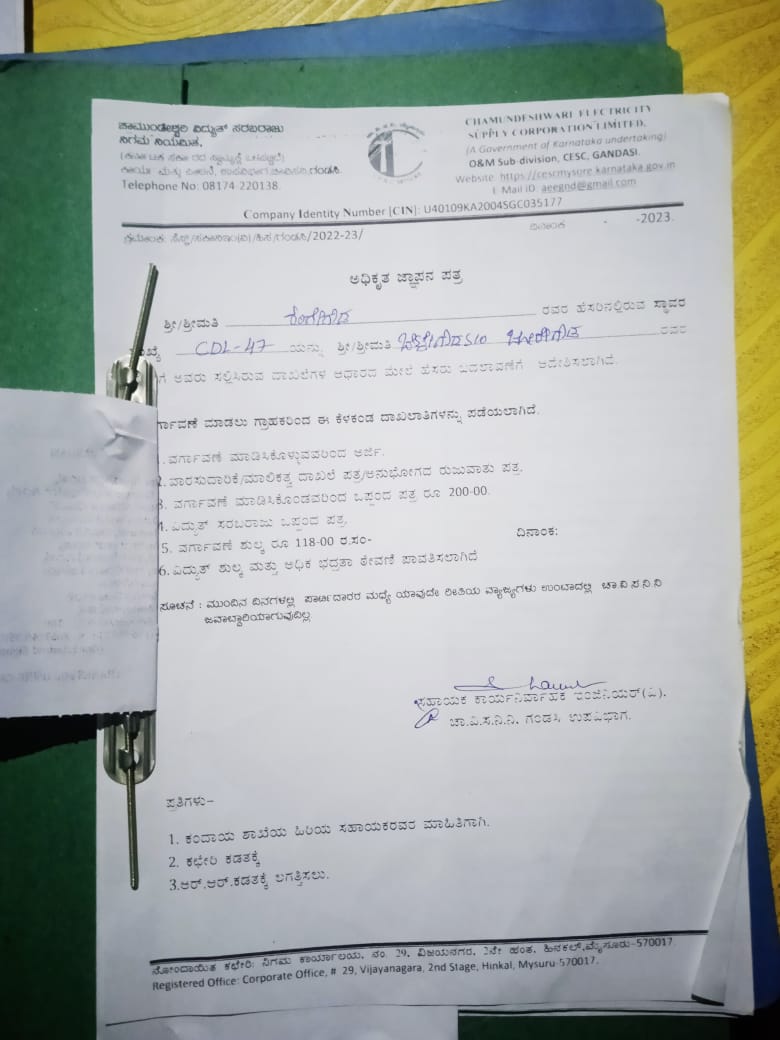 ಚಾಮುಂಡೇಶ್ವರಿ ವಿದ್ಯುತ್ ಸರಬರಾಜು
ನಿಗಮ ನಿಯಮಿತ,
ಗಂಡಸಿ.
Telephone No: 08174-220138.
CHAMUNDESHWARI ELECTRICITY
SUPPLY CORPORATION LIMITED,
(A Government of Karnataka undertaking)
O&M Sub-division, CESC, GANDASI.
Website: https://cescmysore.karnataka.gov.in
E Mail iD aeegnd@gmail.com
Company Identity Number [CIN]: U40109KA2004SGC035177
/ಗಂಡಸಿ/2022-23/
ದಿನಾಂಕ - -2023.
ಅಧಿಕೃತ ಜ್ಞಾಪನ ಪತ್ರ
ಶ್ರೀ/ಶ್ರೀಮತಿ ರವರ ಹೆಸರಿನಲ್ಲಿರುವ ಸ್ಥಾವರ
CDL-47 ಯನ್ನು ಶ್ರೀ/ಶ್ರೀಮತಿ ರವರ
ಅವರು ಸಲ್ಲಿಸಿರುವ ದಾಖಲೆಗಳ ಆಧಾರದ ಮೇಲೆ ಹೆಸರು ಬದಲಾವಣೆಗೆ ಆದೇಶಿಸಲಾಗಿದೆ.
ರ್ಗಾವಣೆ ಮಾಡಲು ಗ್ರಾಹಕರಿಂದ ಈ ಕೆಳಕಂಡ ದಾಖಲಾತಿಗಳನ್ನು ಪಡೆಯಲಾಗಿದೆ.
1. ವರ್ಗಾವಣೆ ಮಾಡಿಸಿಕೊಳ್ಳುವವರಿಂದ ಅರ್ಜಿ.
2. ವಾರಸುದಾರಿಕೆ/ಮಾಲಿಕತ್ವ ದಾಖಲೆ ಪತ್ರ/ಅನುಭೋಗದ ರುಜುವಾತು ಪತ್ರ.
3. ವರ್ಗಾವಣೆ ಮಾಡಿಸಿಕೊಂಡವರಿಂದ ಒಪ್ಪಂದ ಪತ್ರ ರೂ 200-00.
4. ವಿದ್ಯುತ್ ಸರಬರಾಜು ಒಪ್ಪಂದ ಪತ್ರ.
5. ವರ್ಗಾವಣೆ ಶುಲ್ಕ ರೂ 118-00 ರ.ಸಂ- ದಿನಾಂಕ:
6. ವಿದ್ಯುತ್ ಶುಲ್ಕ ಮತ್ತು ಅಧಿಕ ಭದ್ರತಾ ಠೇವಣಿ ಪಾವತಿಸಲಾಗಿದೆ
ಸೂಚನೆ : ಮುಂದಿನ ದಿನಗಳಲ್ಲಿ ಪಾರ್ಟಿದಾರರ ಮಧ್ಯೆ ಯಾವುದೇ ರೀತಿಯ ವ್ಯಾಜ್ಯಗಳು ಉಂಟಾದಲ್ಲಿ ಚಾ.ವಿ.ಸ.ನಿ.ನಿ
ಜವಾಬ್ದಾರಿಯಾಗುವುದಿಲ್ಲ.
ಸಹಾಯಕ ಕಾರ್ಯನಿರ್ವಾಹಕ ಇಂಜಿನಿಯರ್(ವಿ).
ಚಾ.ವಿ.ಸ.ನಿ.ನಿ. ಗಂಡಸಿ ಉಪವಿಭಾಗ.
ಪ್ರತಿಗಳು-
1. ಕಂದಾಯ ಶಾಖೆಯ ಹಿರಿಯ ಸಹಾಯಕರವರ ಮಾಹಿತಿಗಾಗಿ.
2. ಕಛೇರಿ ಕಡತಕ್ಕೆ
3.ಆರ್.ಆರ್.ಕಡತಕ್ಕೆ ಲಗತ್ತಿಸಲು.
ನೋಂದಾಯಿತ ಕಛೇರಿ: ನಿಗಮ ಕಾರ್ಯಾಲಯ, ನಂ. 29, ವಿಜಯನಗರ, 2ನೇ ಹಂತ, ಹಿನಕಲ್,ಮೈಸೂರು-570017
Registered Office: Corporate Office, # 29, Vijayanagara, 2nd Stage, Hinkal, Mysuru-570017.